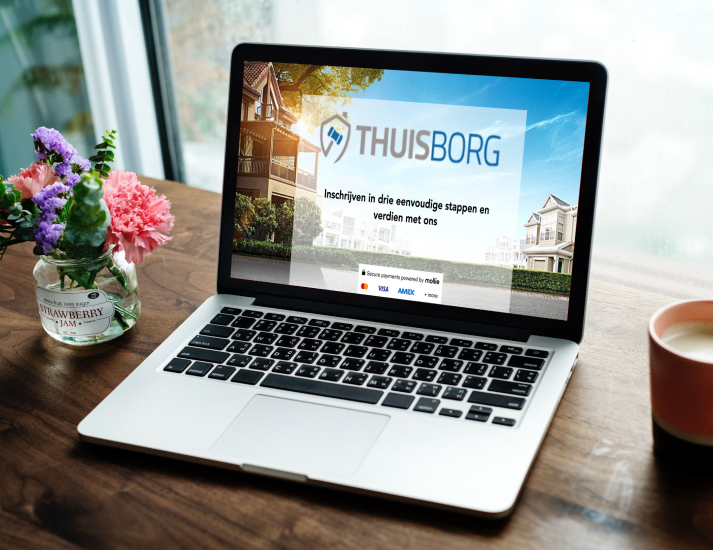 THUISBORG
Inschrijven in drie eenvoudige stappen en
verdien met ons
Secure payments powered by mollie
VISA
AMEX
+ more
STRAWBERRY
JAM